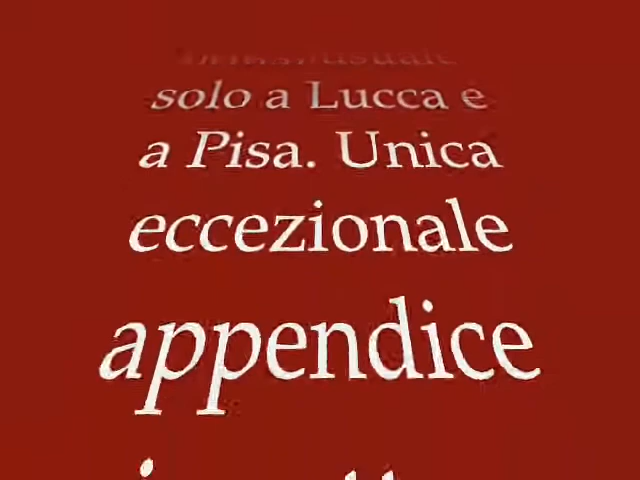 solo a Lucca e
a Pisa. Unica
eccezionale
appendice